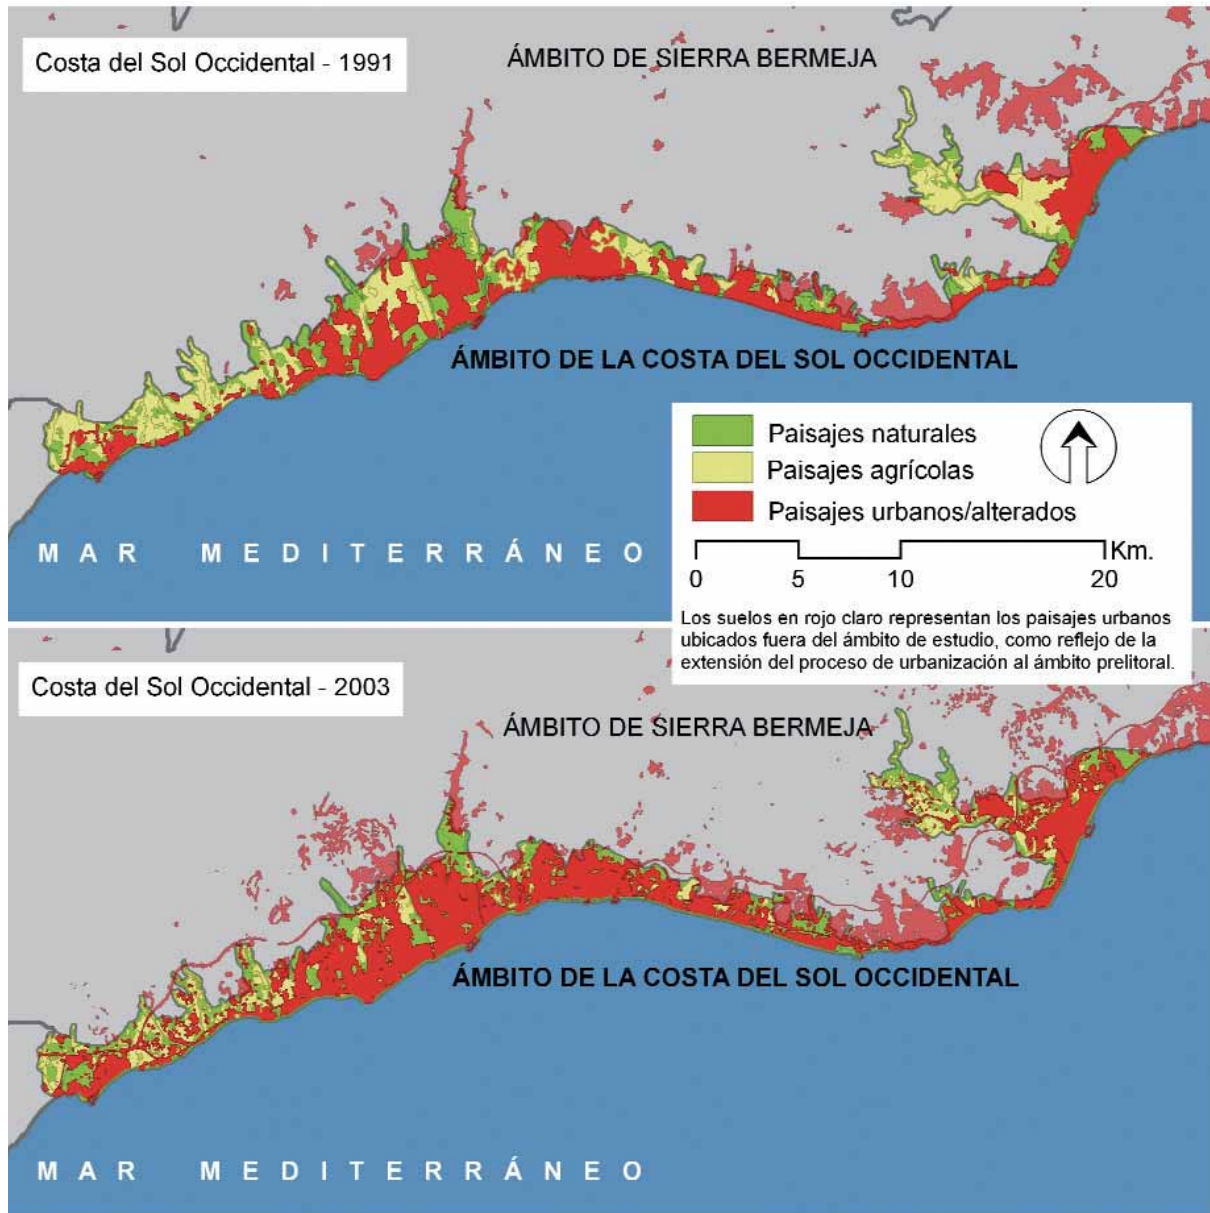 Costa del Sol Occidental - 1991
ÁMBITO DE SIERRA BERMEJA
ÁMBITO DE LA COSTA DEL SOL OCCIDENTAL
Paisajes naturales
Paisajes agrícolas
Paisajes urbanos/alterados
Km.
0 5 10 20
Los suelos en rojo claro representan los paisajes urbanos
ubicados fuera del ámbito de estudio, como reflejo de la
extensión del proceso de urbanización al ámbito prelitoral.
MAR MEDITERRÁNEO
Costa del Sol Occidental - 2003
ÁMBITO DE SIERRA BERMEJA
ÁMBITO DE LA COSTA DEL SOL OCCIDENTAL
MAR MEDITERRÁNEO